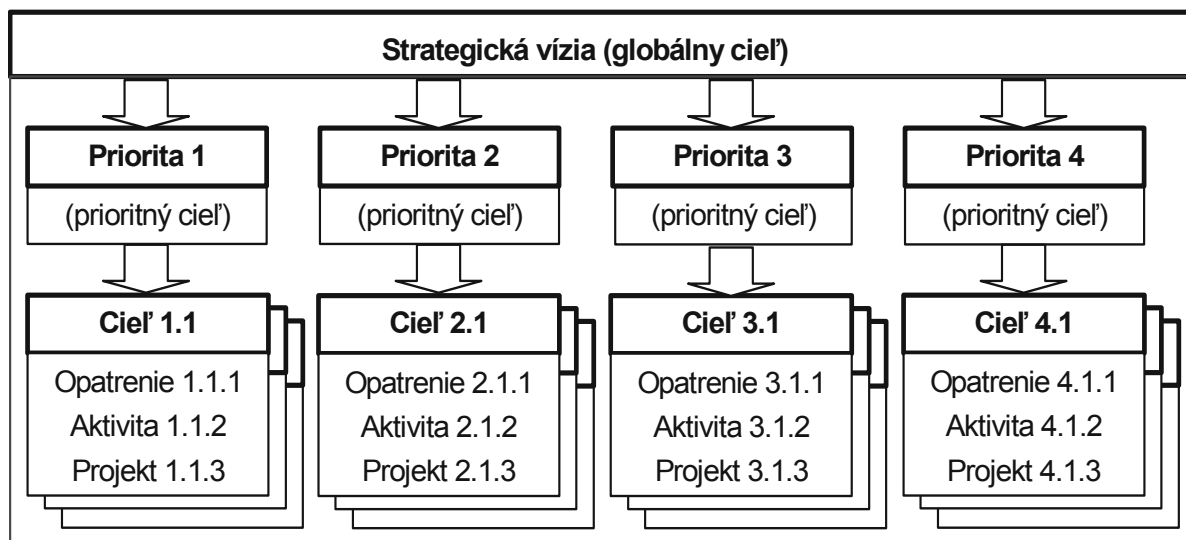 Strategická vízia (globálny cieľ)
Priorita 1
(prioritný cieľ)
Cieľ 1.1
Opatrenie 1.1.1
Aktivita 1.1.2
Projekt 1.1.3
Priorita 2
(prioritný cieľ)
Cieľ 2.1
Opatrenie 2.1.1
Aktivita 2.1.2
Projekt 2.1.3
Priorita 3
(prioritný cieľ)
Cieľ 3.1
Opatrenie 3.1.1
Aktivita 3.1.2
Projekt 3.1.3
Priorita 4
(prioritný cieľ)
Cieľ 4.1
Opatrenie 4.1.1
Aktivita 4.1.2
Projekt 4.1.3